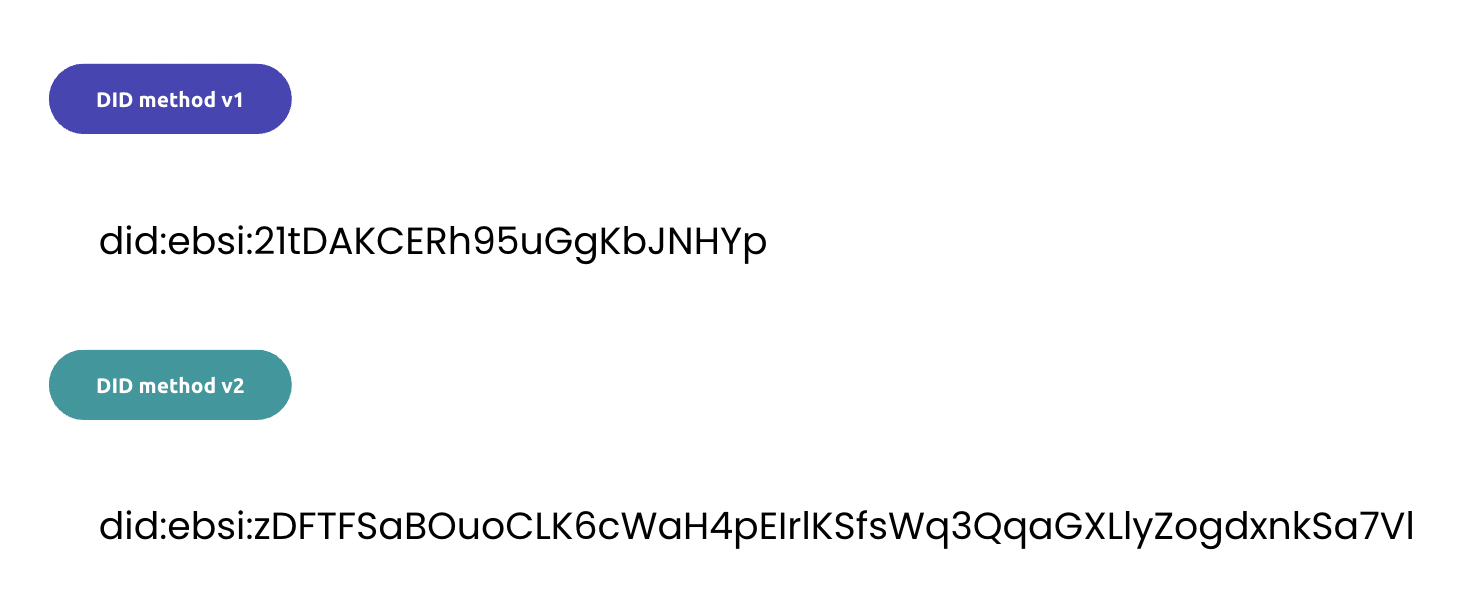 DID method v1
did:ebsi:21tDAKCERh95uGgKbJNHYp
DID method v2
did:ebsi:zDFTFSaBOuoCLK6cWaH4pEIrlKSfsWq3QqaGXLlyZogdxnkSa7Vl